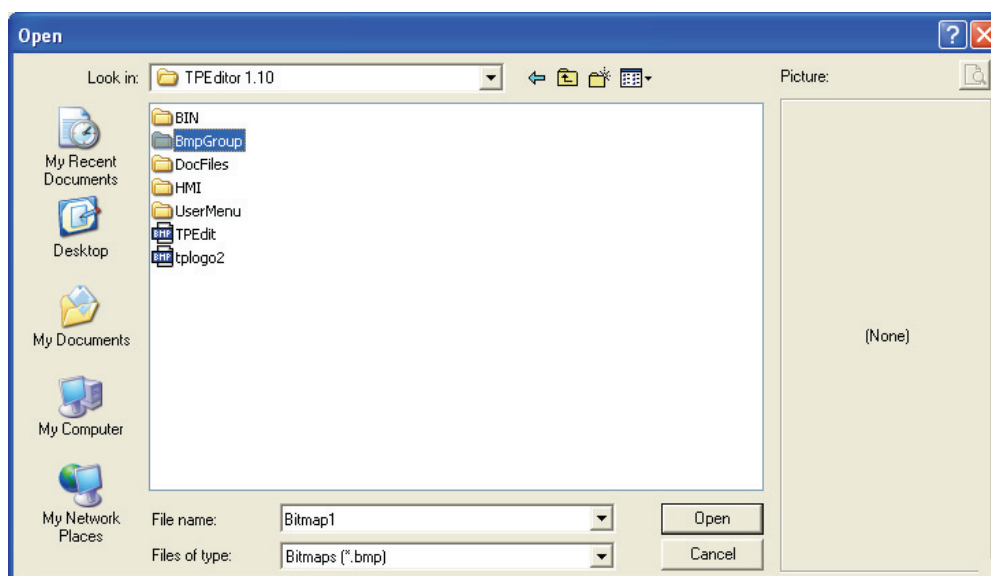 Open
Look in: TPEditor 1.10
Picture:
BIN
BmpGroup
DocFiles
HMI
UserMenu
TPEdit
tplogo2
My Recent
Documents
Desktop
My Documents
My Computer
My Network
Places
(None)
File name: Bitmap1
Open
Files of type: Bitmaps (*.bmp)
Cancel